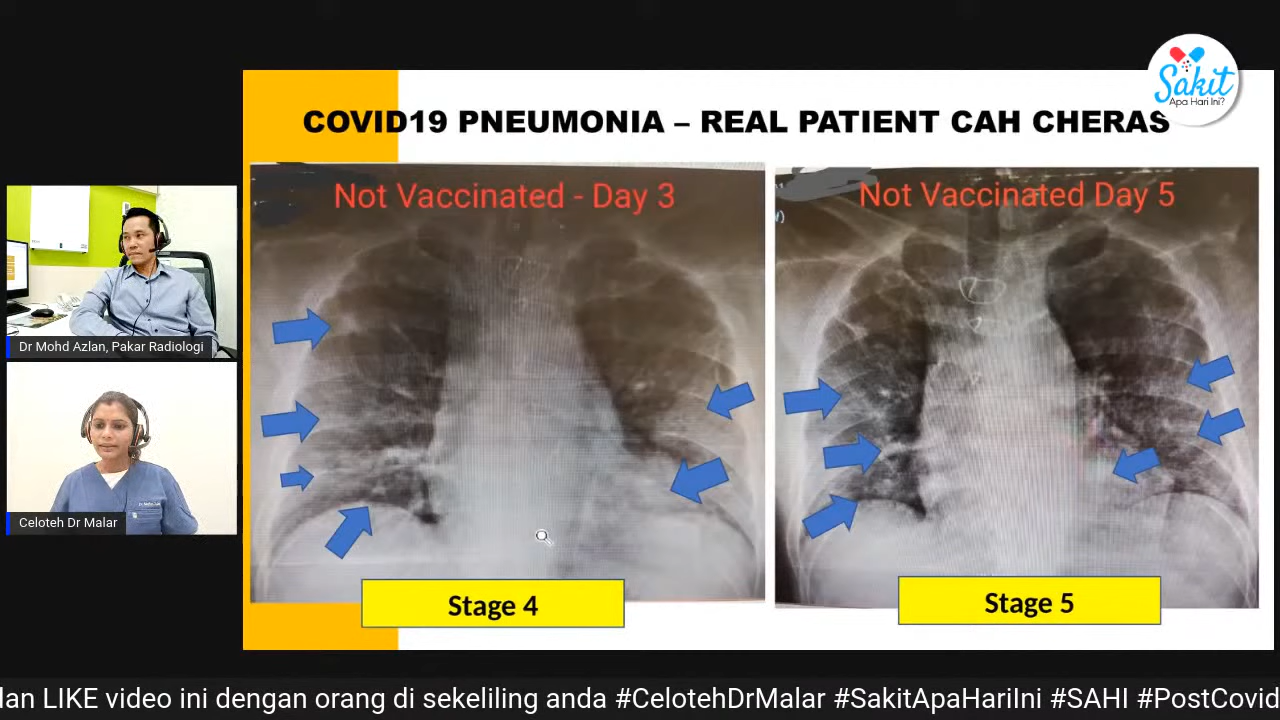 Sakit
Apa Hari Ini?
COVID19 PNEUMONIA – REAL PATIENT CAH CHERAS
Not Vaccinated - Day 3
Not Vaccinated Day 5
Dr Mohd Azlan, Pakar Radiologi
Celoteh Dr Malar
Stage 4
Stage 5
dan LIKE video ini dengan orang di sekeliling anda #CelotehDrMalar #SakitApaHariIni #SAHI #PostCovid